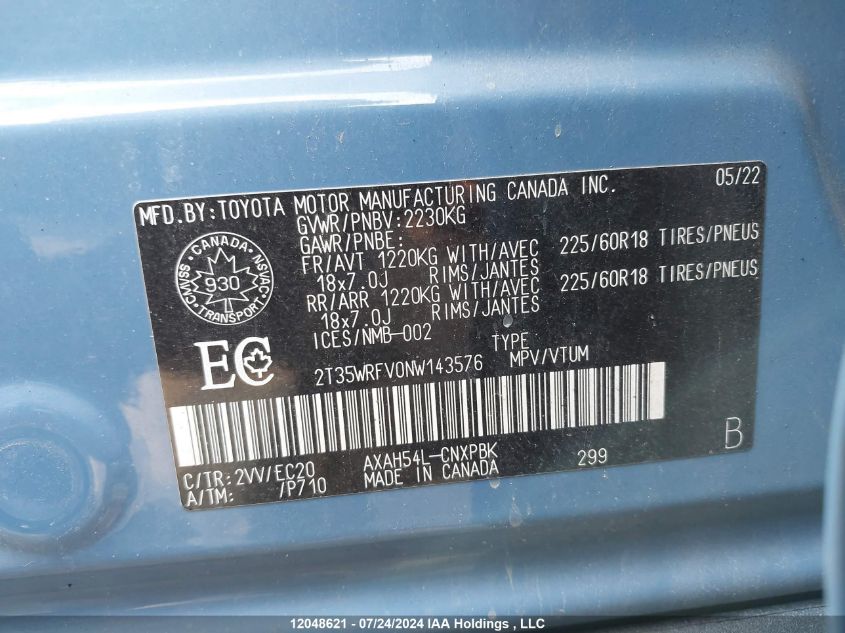 MFD.BY:TOYOTA MOTOR MANUFACTURING CANADA INC. 05/22
GVWR/PNBV:2230KG
GAWR/PNBE:
FR/AVT 1220KG WITH/AVEC 225/60R18 TIRES/PNEUS
18x7.0J RIMS/JANTES
RR/ARR 1220KG WITH/AVEC 225/60R18 TIRES/PNEUS
18x7.0J RIMS/JANTES
ICES/NMB-002
CANADA
CMVSS 930 NSVAC
TRANSPORT
EC
TYPE
2T35WRFV0NW143576 MPV/VTUM
B
C/TR:2VV/EC20 AXAH54L-CNXPBK 299
A/TM: /P710 MADE IN CANADA
12048621 - 07/24/2024 IAA Holdings , LLC